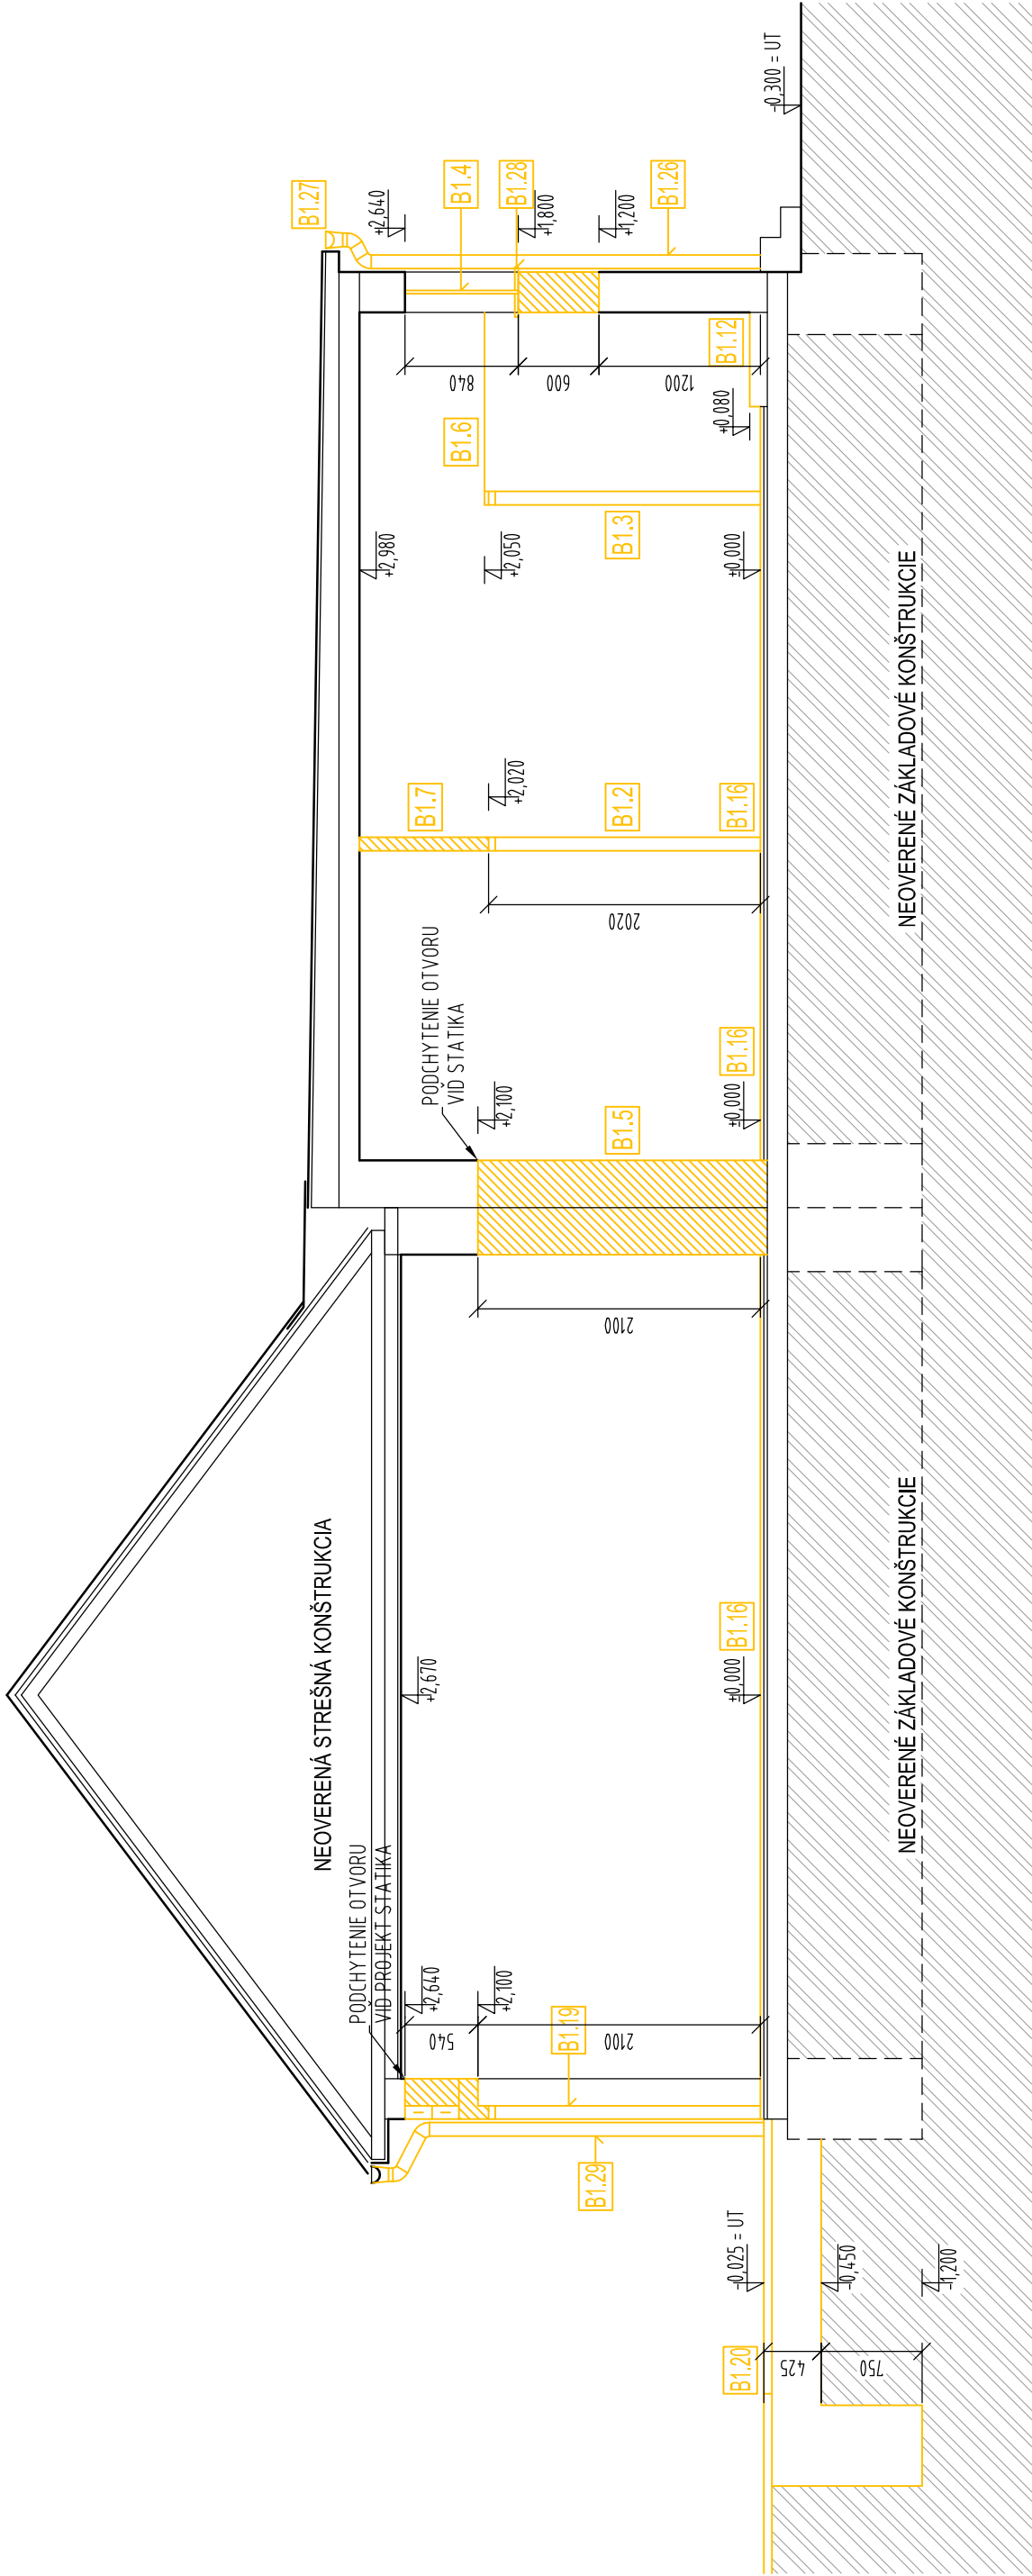 NEOVERENÁ STREŠNÁ KONŠTRUKCIA
PODCHYTENIE OTVORU
VIĎ PROJEKT STATIKA
+2,640
540
+2,100
B1.19
2100
B1.29
-0,025 = UT
B1.20
425
-0,450
750
-1,200
+2,670
B1.16
±0,000
NEOVERENÉ ZÁKLADOVÉ KONŠTRUKCIE
2100
PODCHYTENIE OTVORU
VIĎ STATIKA
+2,100
B1.5
±0,000
B1.16
2020
B1.7
+2,020
B1.2
B1.16
+2,980
+2,050
B1.3
±0,000
NEOVERENÉ ZÁKLADOVÉ KONŠTRUKCIE
B1.6
840
600
1200
B1.12
+0,080
B1.27
+2,640
B1.4
B1.28
+1,800
+1,200
B1.26
-0,300 = UT